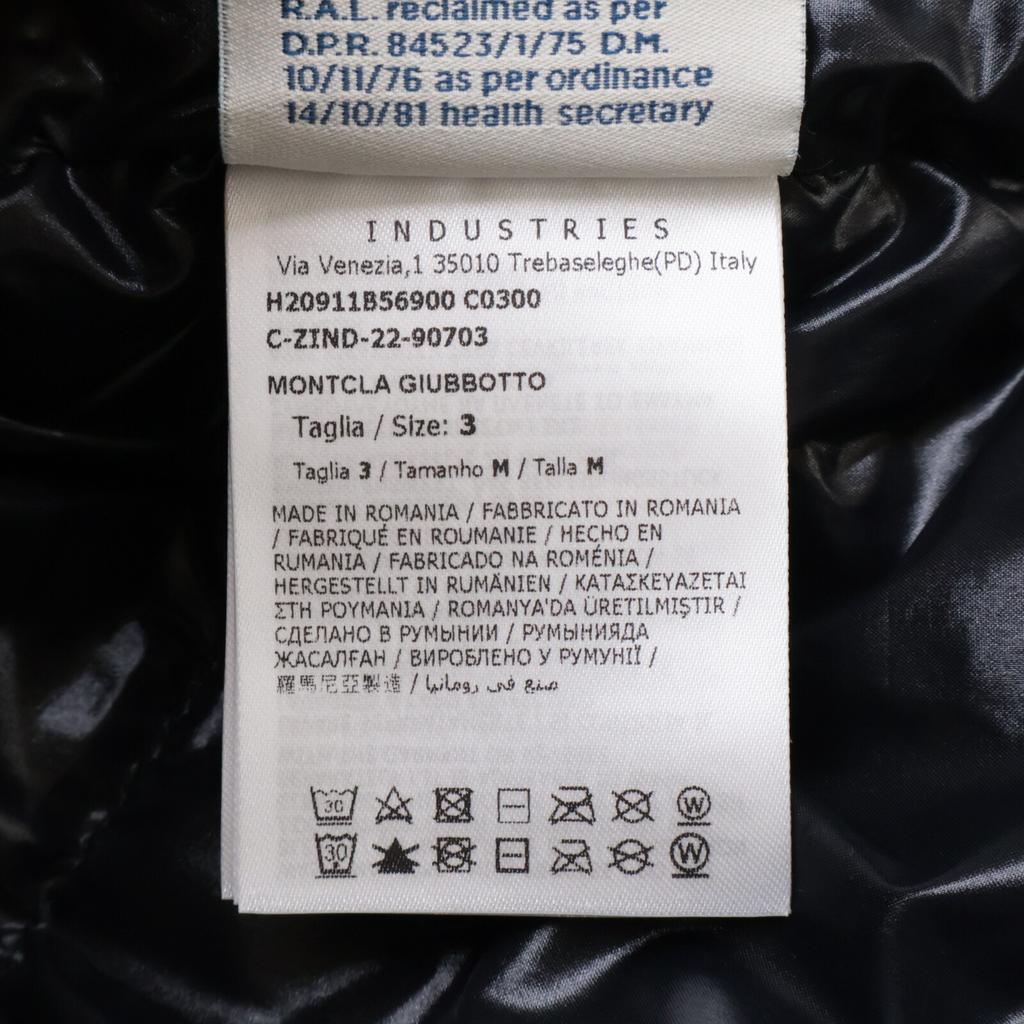 R.A.L. reclaimed as per
D.P.R. 84523/1/75 D.M.
10/11/76 as per ordinance
14/10/81 health secretary
INDUSTRIES
Via Venezia,1 35010 Trebaseleghe(PD) Italy
H20911B56900 C0300
C-ZIND-22-90703
MONTCLA GIUBBOTTO
Taglia / Size: 3
Taglia 3 / Tamanho M / Talla M
MADE IN ROMANIA / FABBRICATO IN ROMANIA
/ FABRIQUÉ EN ROUMANIE / HECHO EN
RUMANIA / FABRICADO NA ROMÉNIA /
HERGESTELLT IN RUMÄNIEN / ΚΑΤΑΣΚΕΥΑΖΕΤΑΙ
ΣΤΗ ΡΟΥΜΑΝΙΑ / ROMANYA'DA ÜRETILMIŞTIR /
СДЕЛАНО В РУМЫНИИ / РУМЫНИЯДА
ЖАСАЛҒАН / ВИРОБЛЕНО У РУМУНІЇ /
羅馬尼亞製造 / صنع في رومانيا
30 W
30 W